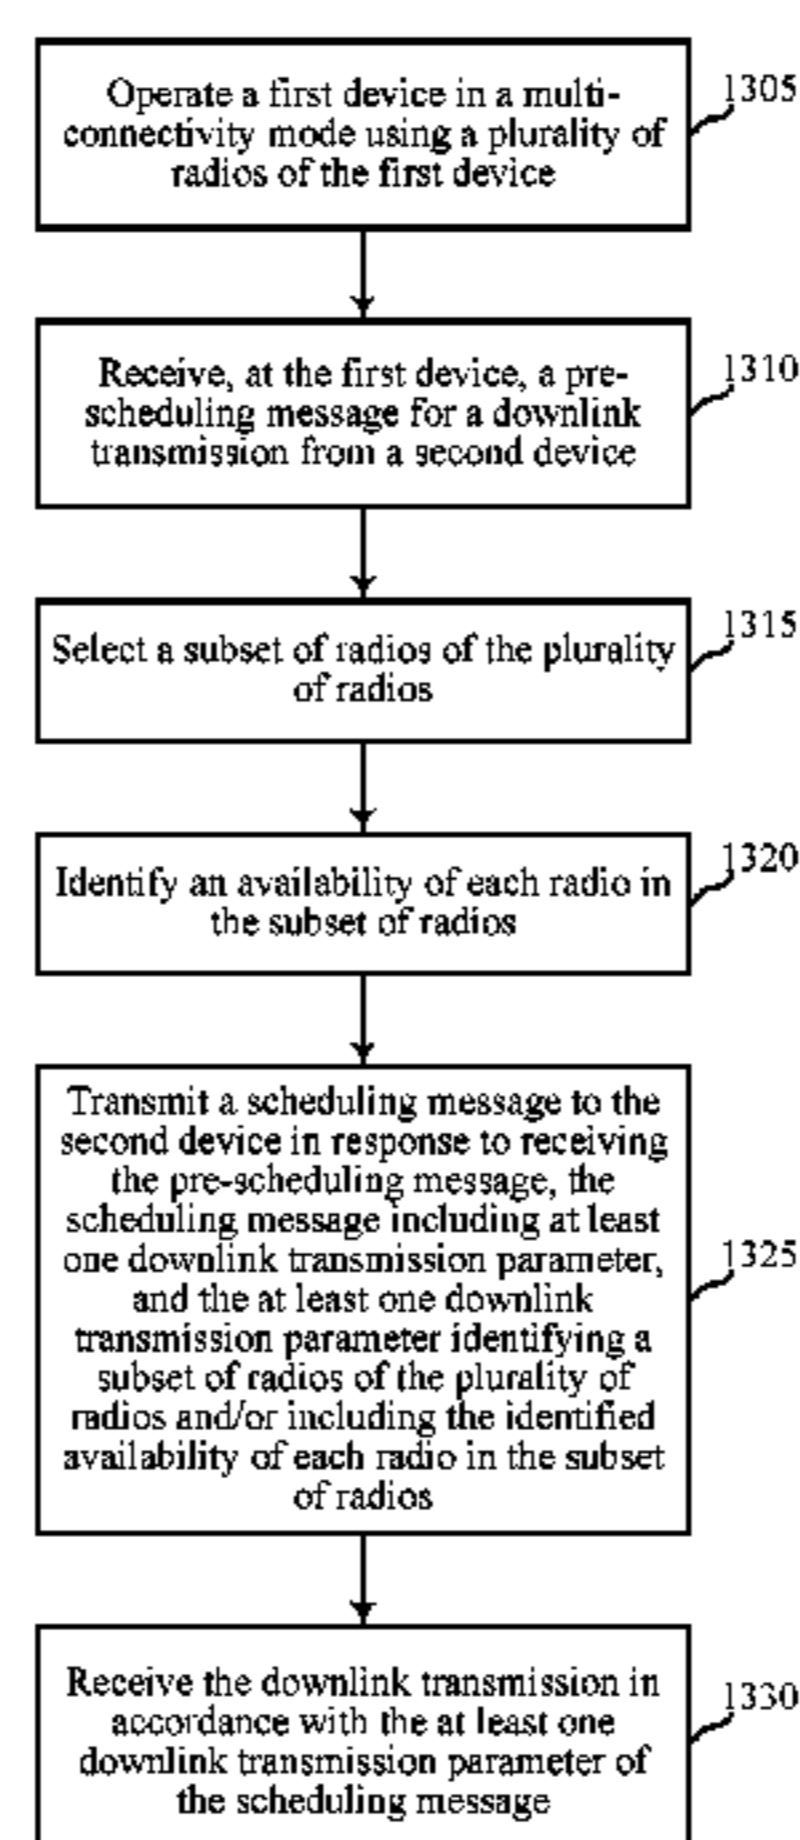 Operate a first device in a multi-
connectivity mode using a plurality of
radios of the first device
1305
Receive, at the first device, a pre-
scheduling message for a downlink
transmission from a second device
1310
Select a subset of radios of the plurality
of radios
1315
Identify an availability of each radio in
the subset of radios
1320
Transmit a scheduling message to the
second device in response to receiving
the pre-scheduling message, the
scheduling message including at least
one downlink transmission parameter,
and the at least one downlink
transmission parameter identifying a
subset of radios of the plurality of
radios and/or including the identified
availability of each radio in the subset
of radios
1325
Receive the downlink transmission in
accordance with the at least one
downlink transmission parameter of
the scheduling message
1330